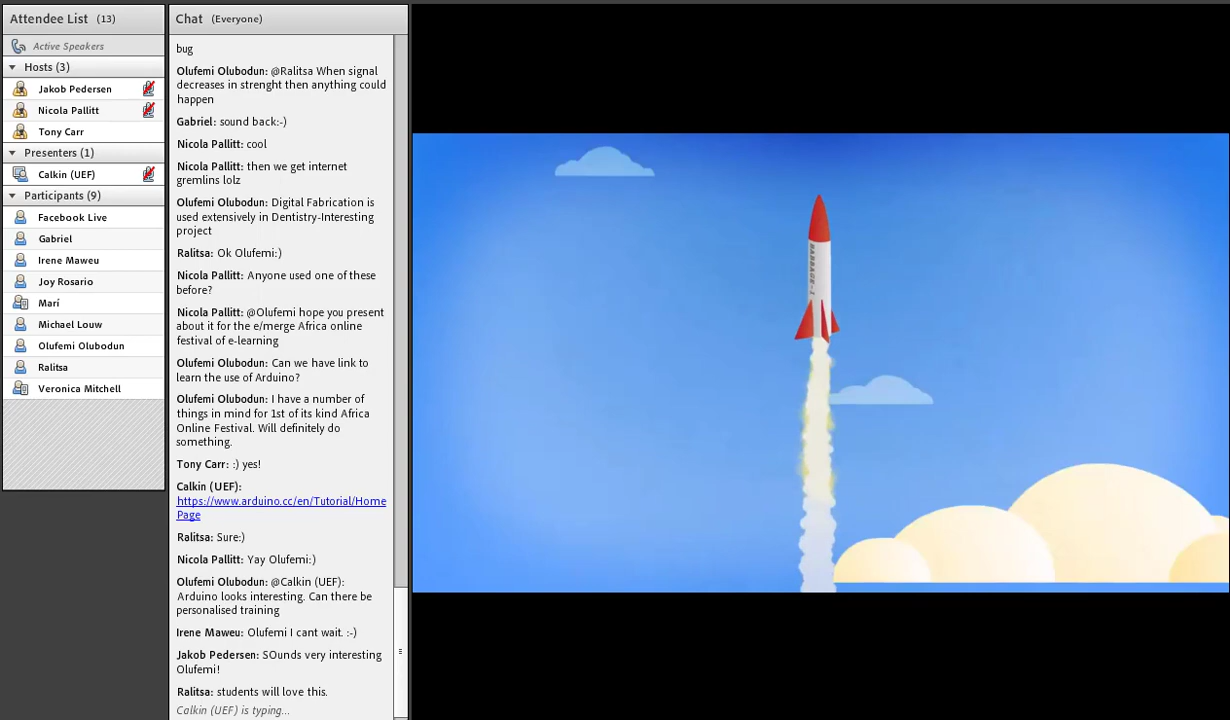 Attendee List (13)
Active Speakers
Hosts (3)
Jakob Pedersen
Nicola Pallitt
Tony Carr
Presenters (1)
Calkin (UEF)
Participants (9)
Facebook Live
Gabriel
Irene Maweu
Joy Rosario
Marí
Michael Louw
Olufemi Olubodun
Ralitsa
Veronica Mitchell
Chat (Everyone)
bug
Olufemi Olubodun: @Ralitsa When signal
decreases in strenght then anything could
happen
Gabriel: sound back:-)
Nicola Pallitt: cool
Nicola Pallitt: then we get internet
gremlins lolz
Olufemi Olubodun: Digital Fabrication is
used extensively in Dentistry-Interesting
project
Ralitsa: Ok Olufemi:)
Nicola Pallitt: Anyone used one of these
before?
Nicola Pallitt: @Olufemi hope you present
about it for the e/merge Africa online
festival of e-learning
Olufemi Olubodun: Can we have link to
learn the use of Arduino?
Olufemi Olubodun: I have a number of
things in mind for 1st of its kind Africa
Online Festival. Will definitely do
something.
Tony Carr: :) yes!
Calkin (UEF):
https://www.arduino.cc/en/Tutorial/Home
Page
Ralitsa: Sure:)
Nicola Pallitt: Yay Olufemi:)
Olufemi Olubodun: @Calkin (UEF):
Arduino looks interesting. Can there be
personalised training
Irene Maweu: Olufemi I cant wait. :-)
Jakob Pedersen: SOunds very interesting
Olufemi!
Ralitsa: students will love this.
Calkin (UEF) is typing...